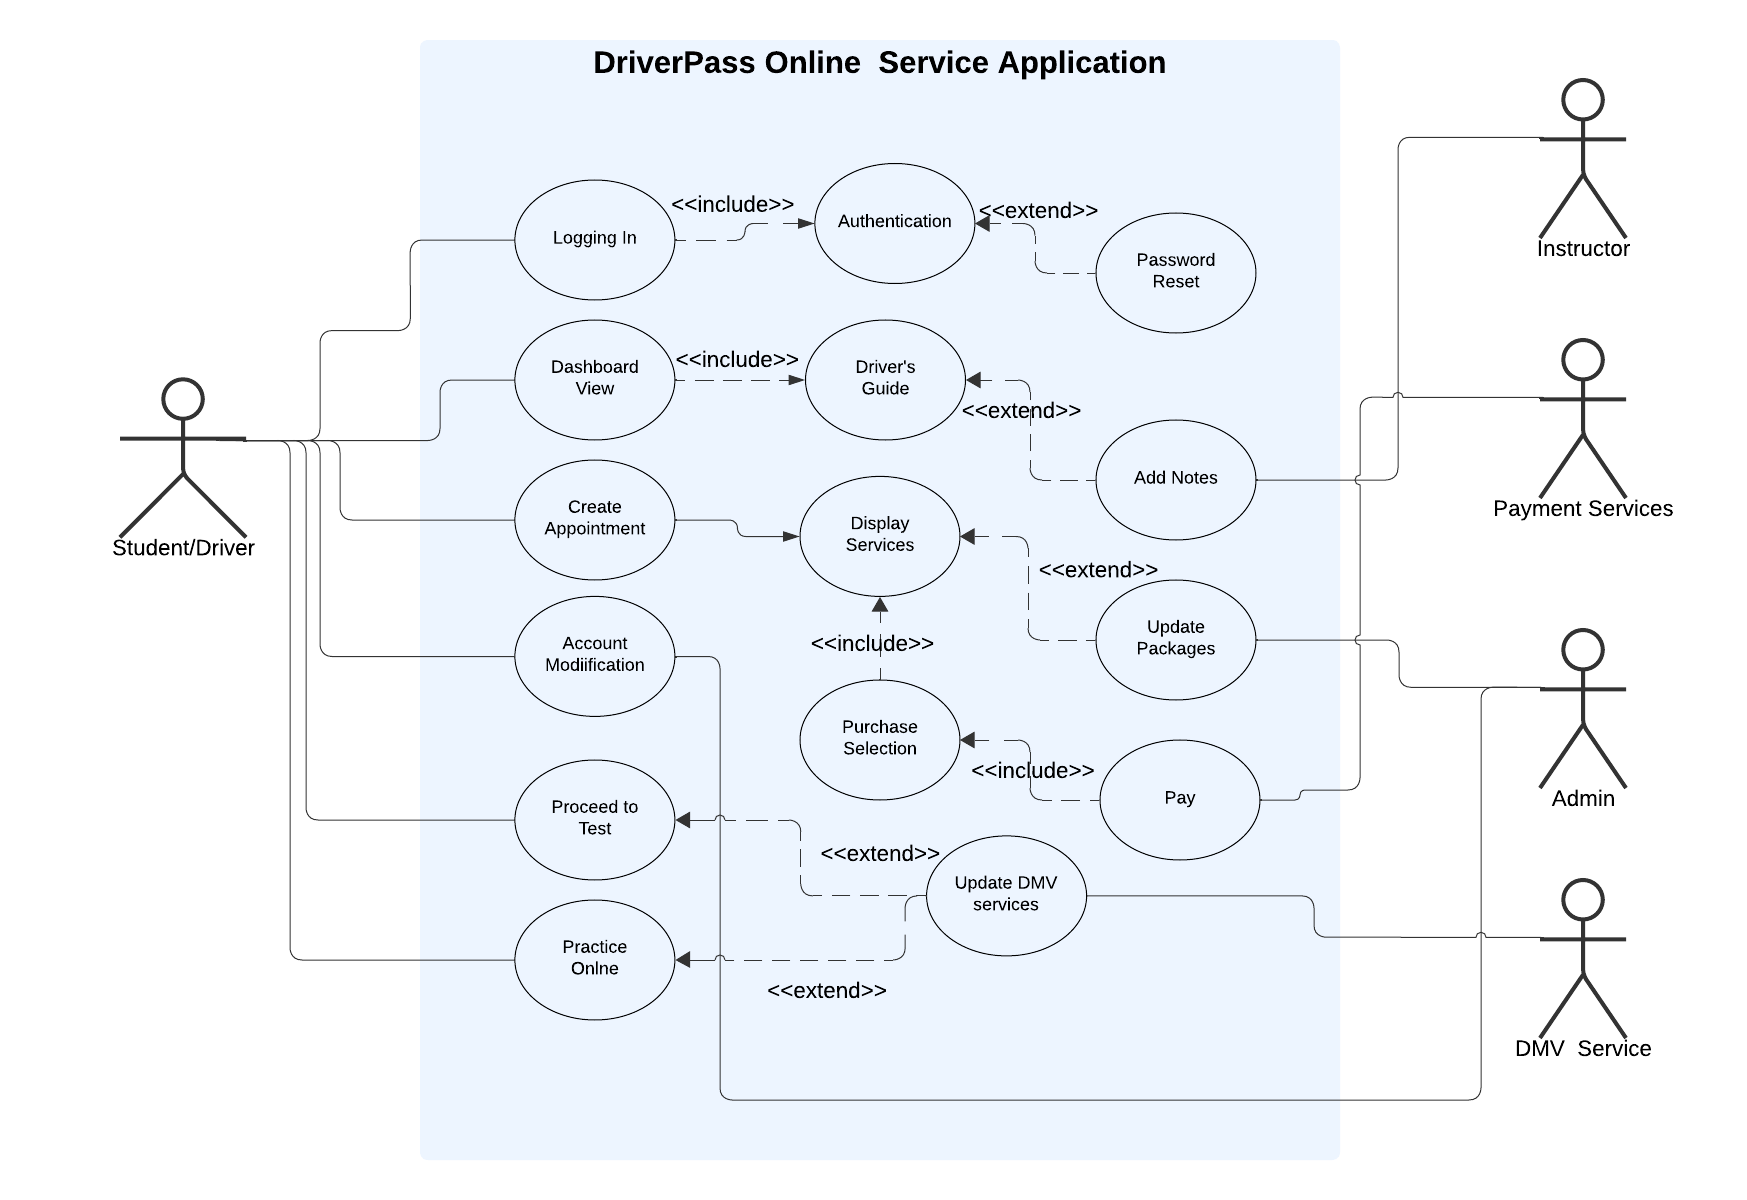 DriverPass Online  Service Application
Logging In
<<include>>
Authentication
<<extend>>
Password
Reset
Instructor
Dashboard
View
<<include>>
Driver's
Guide
<<extend>>
Add Notes
Payment Services
Student/Driver
Create
Appointment
Display
Services
<<extend>>
Update
Packages
Account
Modiification
<<include>>
Purchase
Selection
<<include>>
Pay
Admin
Proceed to
Test
<<extend>>
Update DMV
services
Practice
Onlne
<<extend>>
DMV  Service